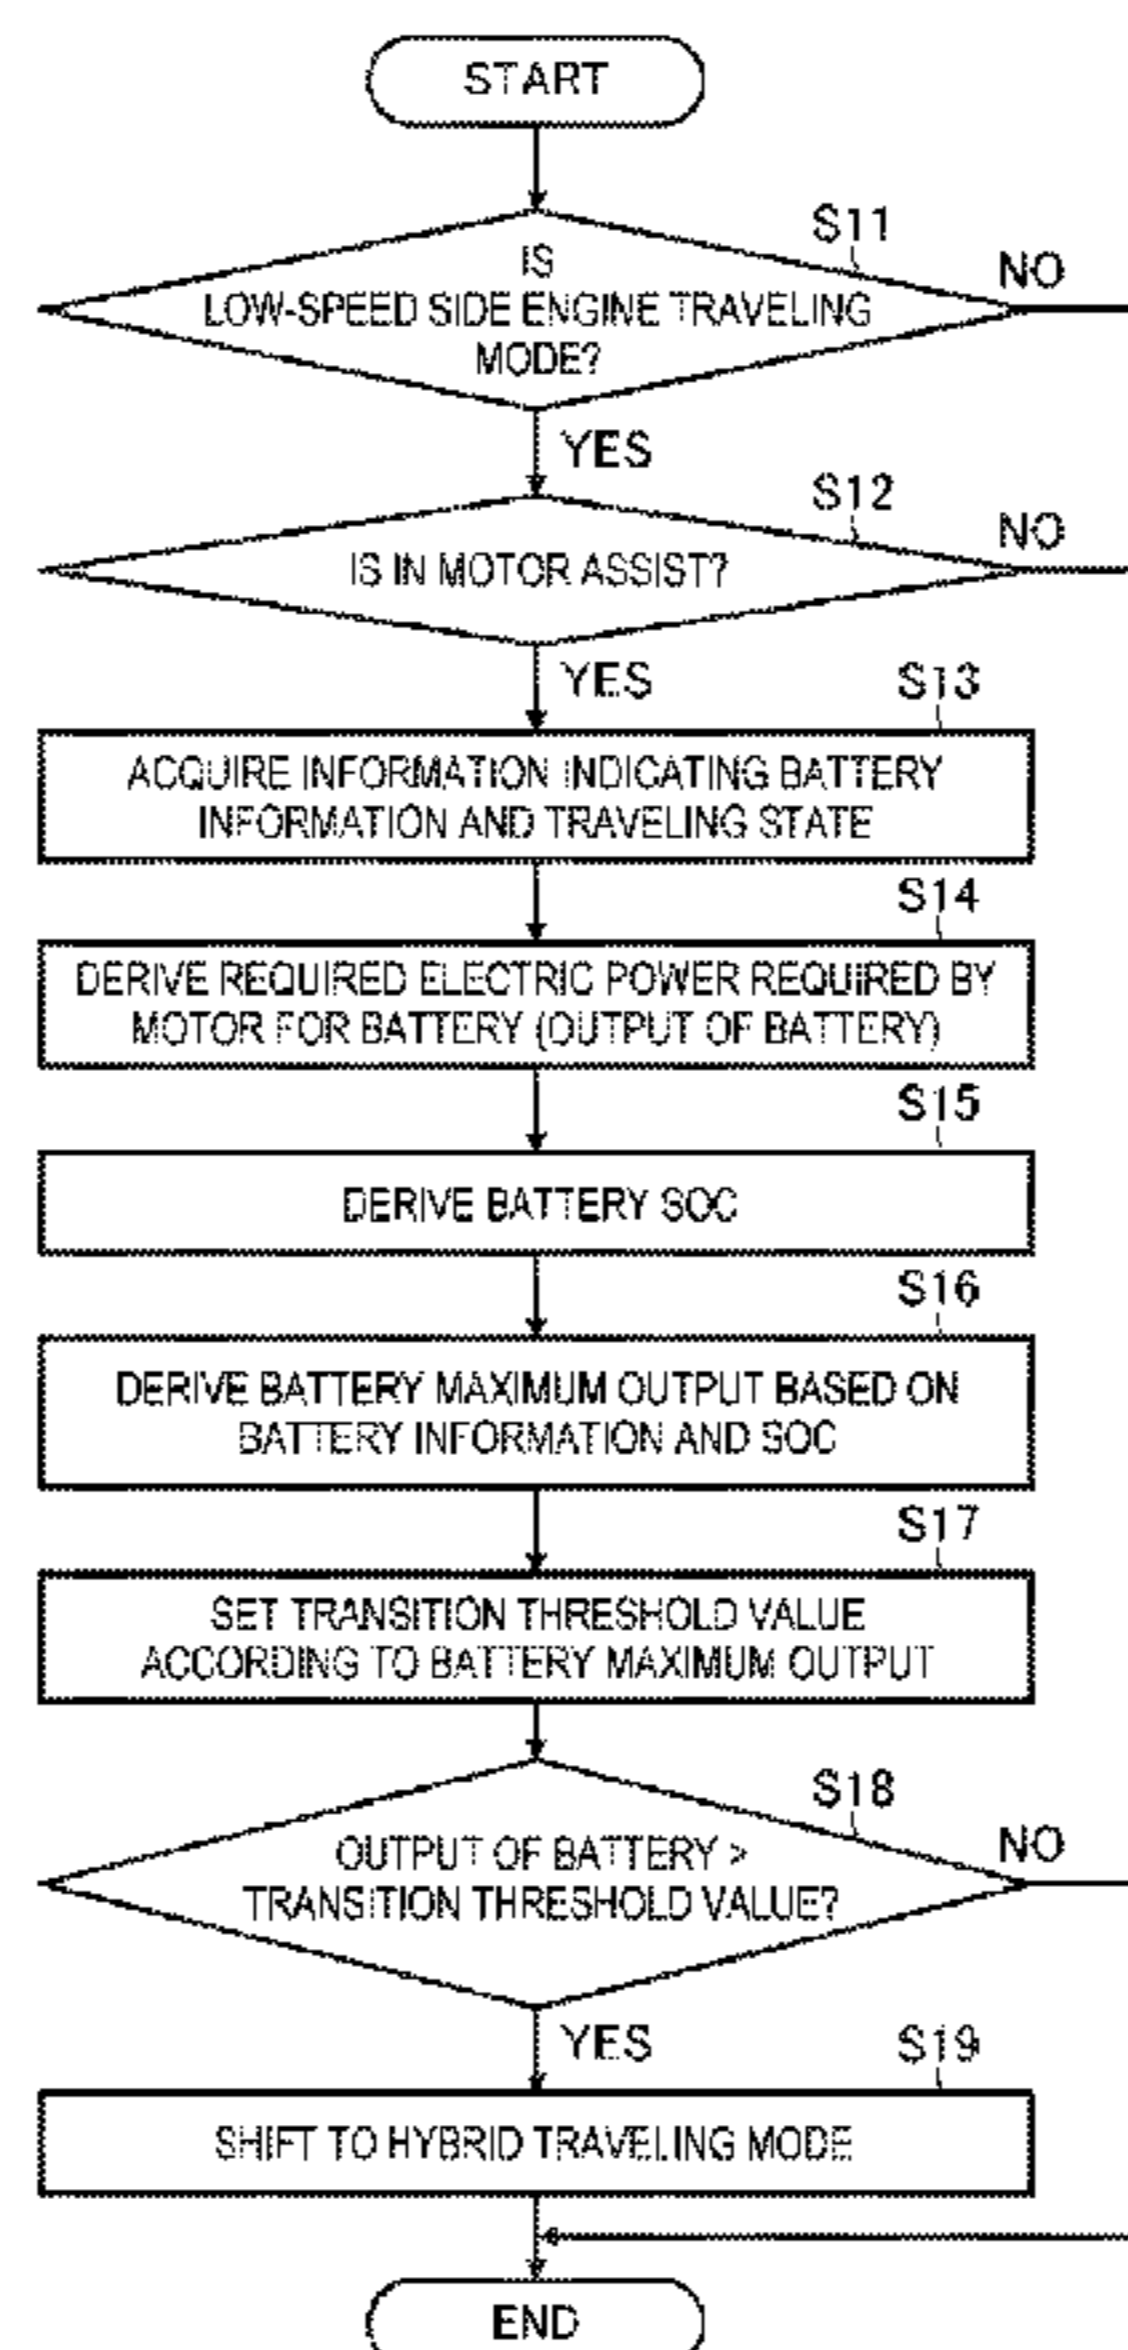 START
S11
IS
LOW-SPEED SIDE ENGINE TRAVELING
MODE?
NO
YES
S12
IS IN MOTOR ASSIST?
NO
YES
S13
ACQUIRE INFORMATION INDICATING BATTERY
INFORMATION AND TRAVELING STATE
S14
DERIVE REQUIRED ELECTRIC POWER REQUIRED BY
MOTOR FOR BATTERY (OUTPUT OF BATTERY)
S15
DERIVE BATTERY SOC
S16
DERIVE BATTERY MAXIMUM OUTPUT BASED ON
BATTERY INFORMATION AND SOC
S17
SET TRANSITION THRESHOLD VALUE
ACCORDING TO BATTERY MAXIMUM OUTPUT
S18
OUTPUT OF BATTERY >
TRANSITION THRESHOLD VALUE?
NO
YES
S19
SHIFT TO HYBRID TRAVELING MODE
END